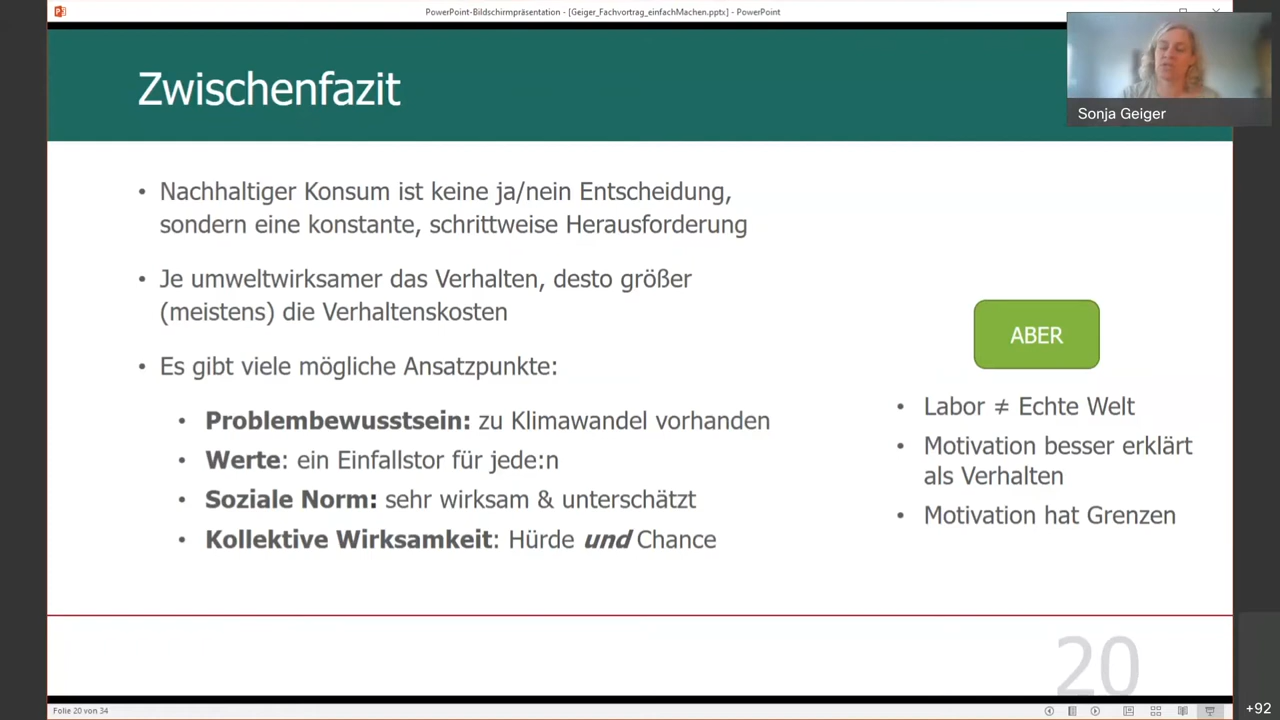 PowerPoint-Bildschirmpräsentation - [Geiger_Fachvortrag_einfachMachen.pptx] - PowerPoint
Zwischenfazit
Sonja Geiger
• Nachhaltiger Konsum ist keine ja/nein Entscheidung,
sondern eine konstante, schrittweise Herausforderung
• Je umweltwirksamer das Verhalten, desto größer
(meistens) die Verhaltenskosten
• Es gibt viele mögliche Ansatzpunkte:
• Problembewusstsein: zu Klimawandel vorhanden
• Werte: ein Einfallstor für jede:n
• Soziale Norm: sehr wirksam & unterschätzt
• Kollektive Wirksamkeit: Hürde und Chance
ABER
• Labor ≠ Echte Welt
• Motivation besser erklärt
als Verhalten
• Motivation hat Grenzen
20
Folie 20 von 34
+92